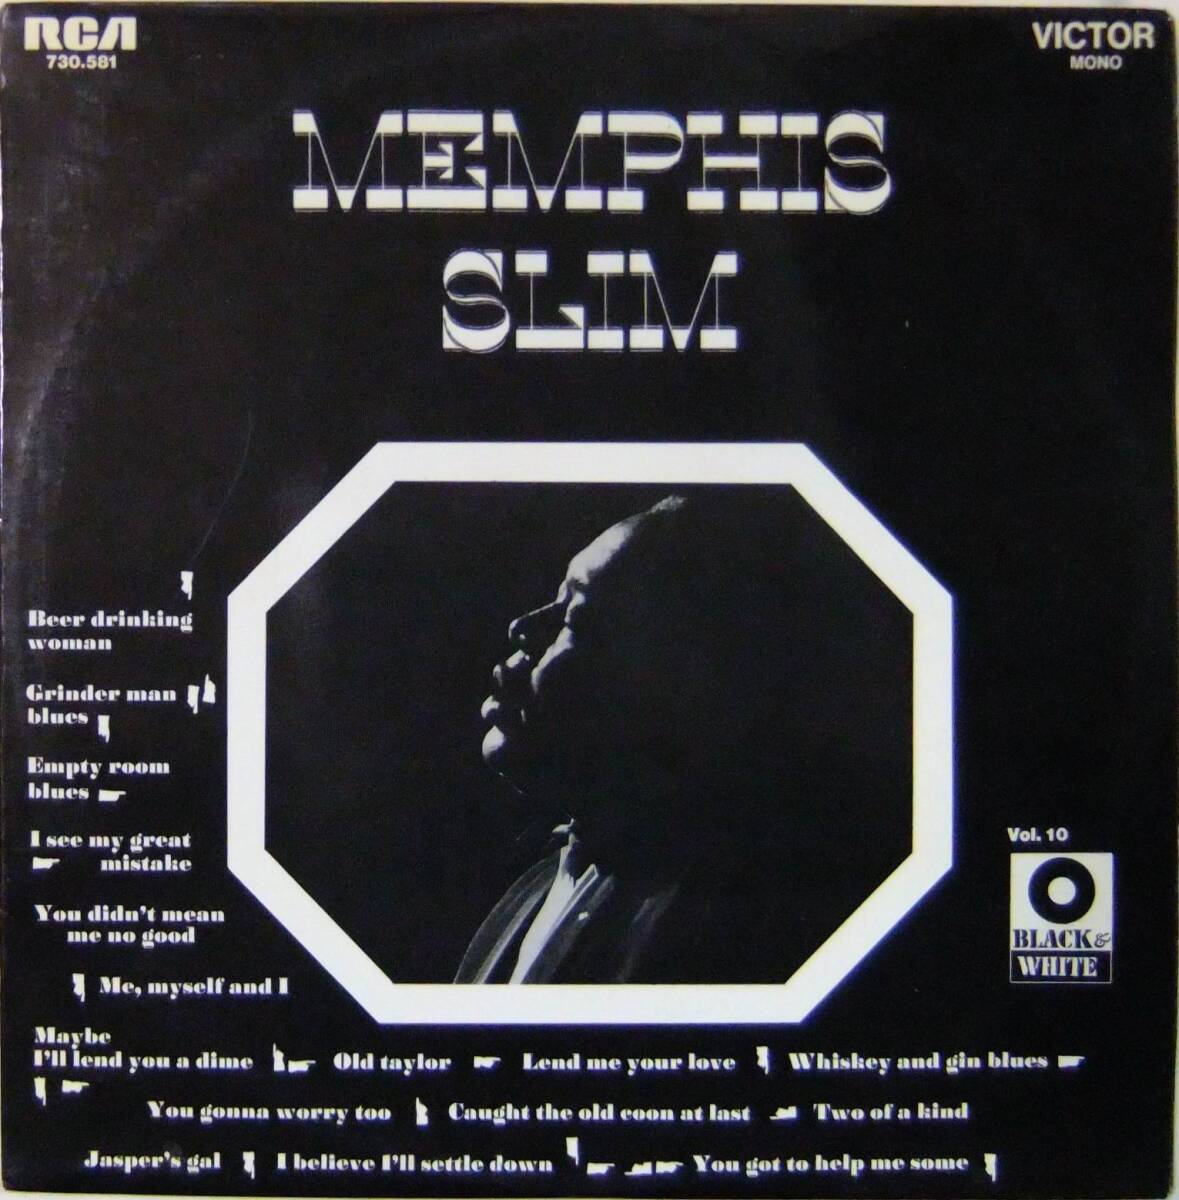 RCA
730.581
VICTOR
MONO
MEMPHIS
SLIM
Beer drinking
woman
Grinder man
blues
Empty room
blues
I see my great
mistake
You didn't mean
me no good
Me, myself and I
Vol. 10
BLACK &
WHITE
Maybe
I'll lend you a dime Old taylor Lend me your love Whiskey and gin blues
You gonna worry too Caught the old coon at last Two of a kind
Jasper's gal I believe I'll settle down You got to help me some